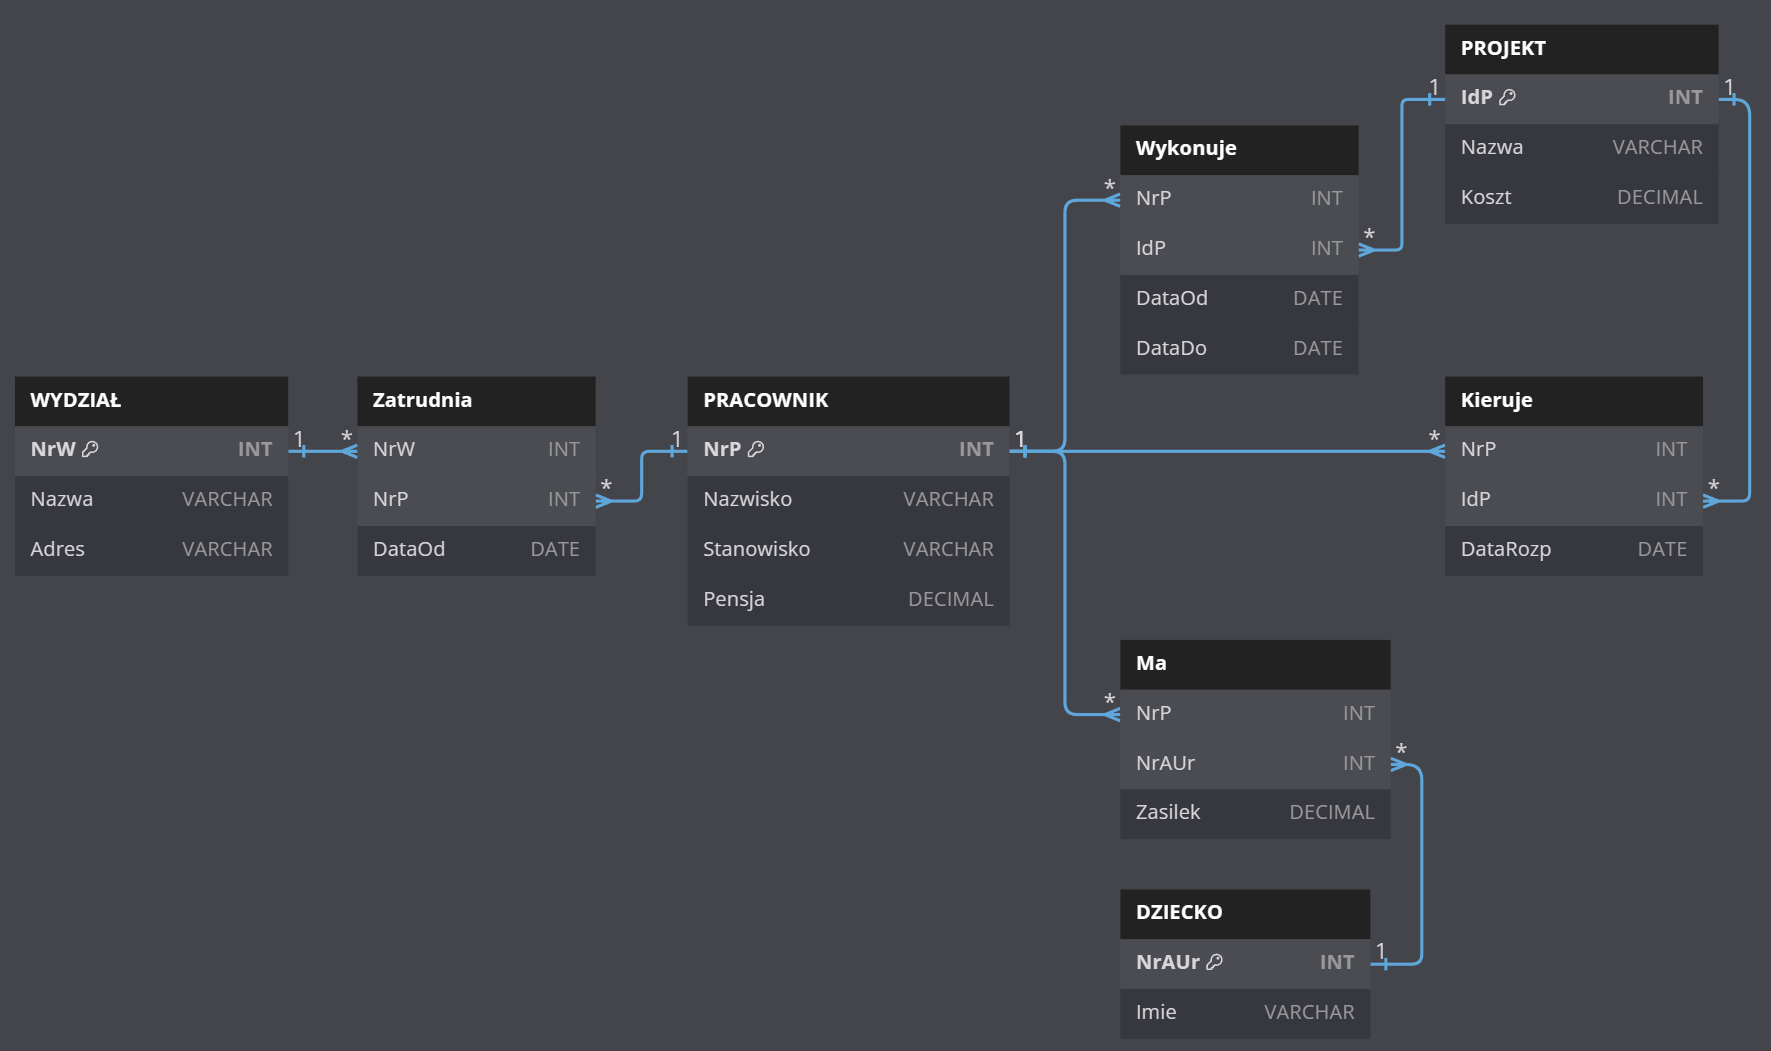 PROJEKT
1 IdP INT 1
Nazwa VARCHAR
Koszt DECIMAL
Wykonuje
* NrP INT
IdP INT *
DataOd DATE
DataDo DATE
WYDZIAŁ
NrW INT 1
Nazwa VARCHAR
Adres VARCHAR
Zatrudnia
* NrW INT
NrP INT *
DataOd DATE
PRACOWNIK
1 NrP INT 1
Nazwisko VARCHAR
Stanowisko VARCHAR
Pensja DECIMAL
Kieruje
* NrP INT
IdP INT *
DataRozp DATE
Ma
* NrP INT
NrAUr INT *
Zasilek DECIMAL
DZIECKO
NrAUr INT 1
Imie VARCHAR